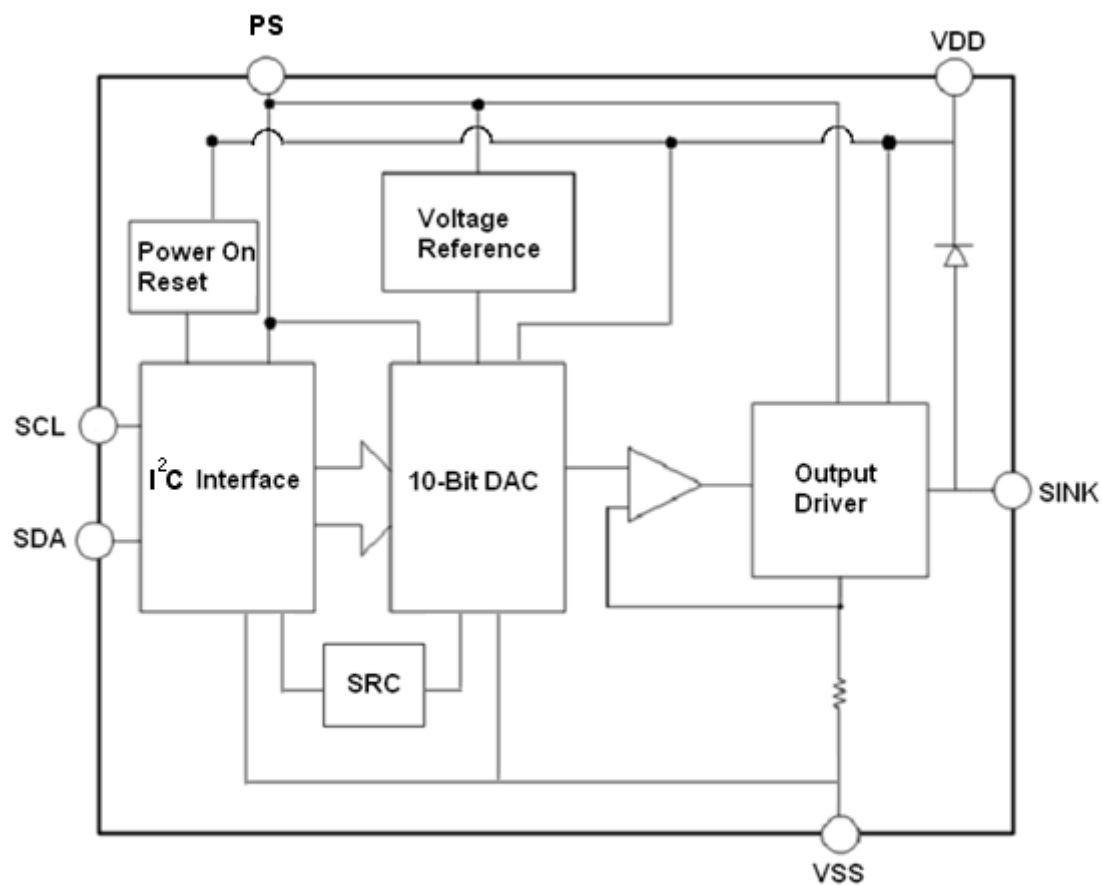 PS
VDD
Voltage
Reference
Power On
Reset
SCL
I²C Interface
10-Bit DAC
Output
Driver
SINK
SDA
SRC
VSS